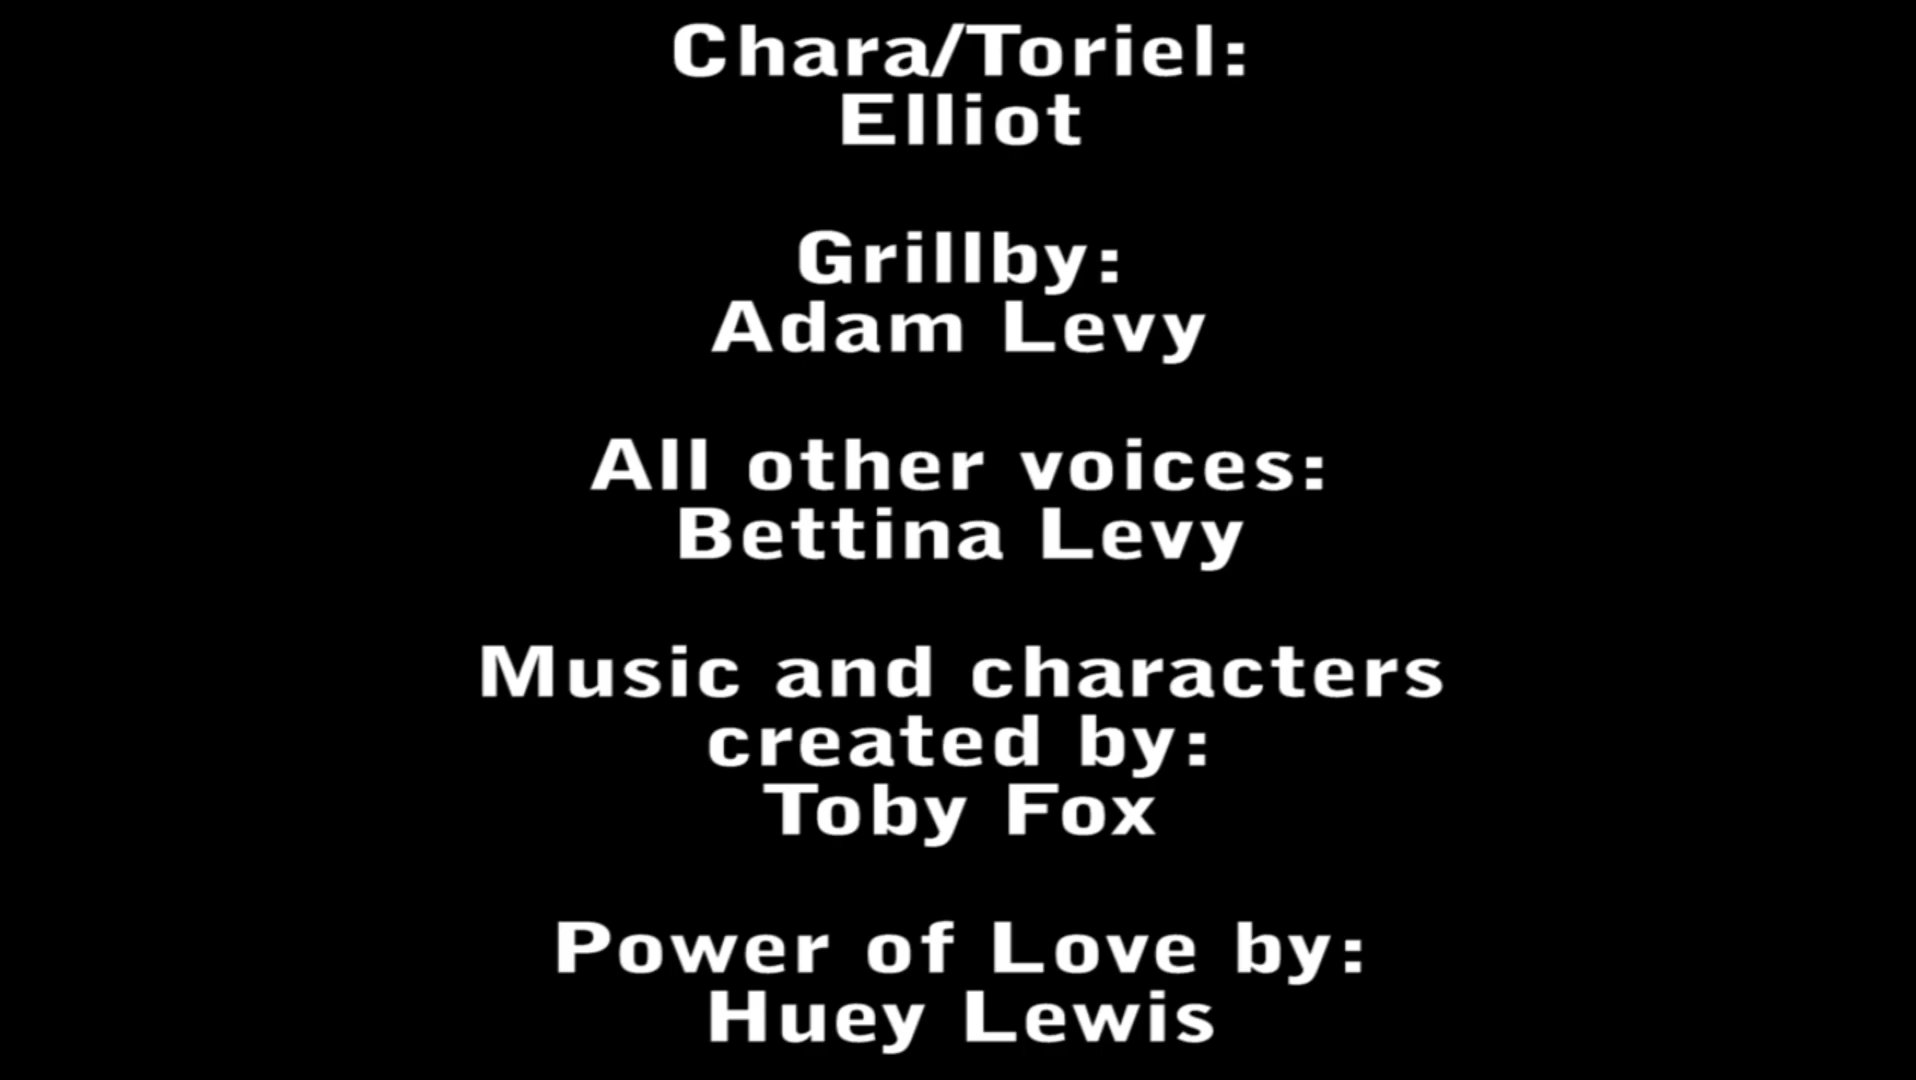 Chara/Toriel:
Elliot
Grillby:
Adam Levy
All other voices:
Bettina Levy
Music and characters
created by:
Toby Fox
Power of Love by:
Huey Lewis